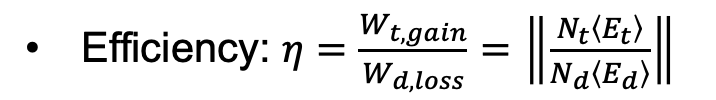 • Efficiency: η = W_{t,gain} / W_{d,loss} = ‖ N_t⟨E_t⟩ / N_d⟨E_d⟩ ‖